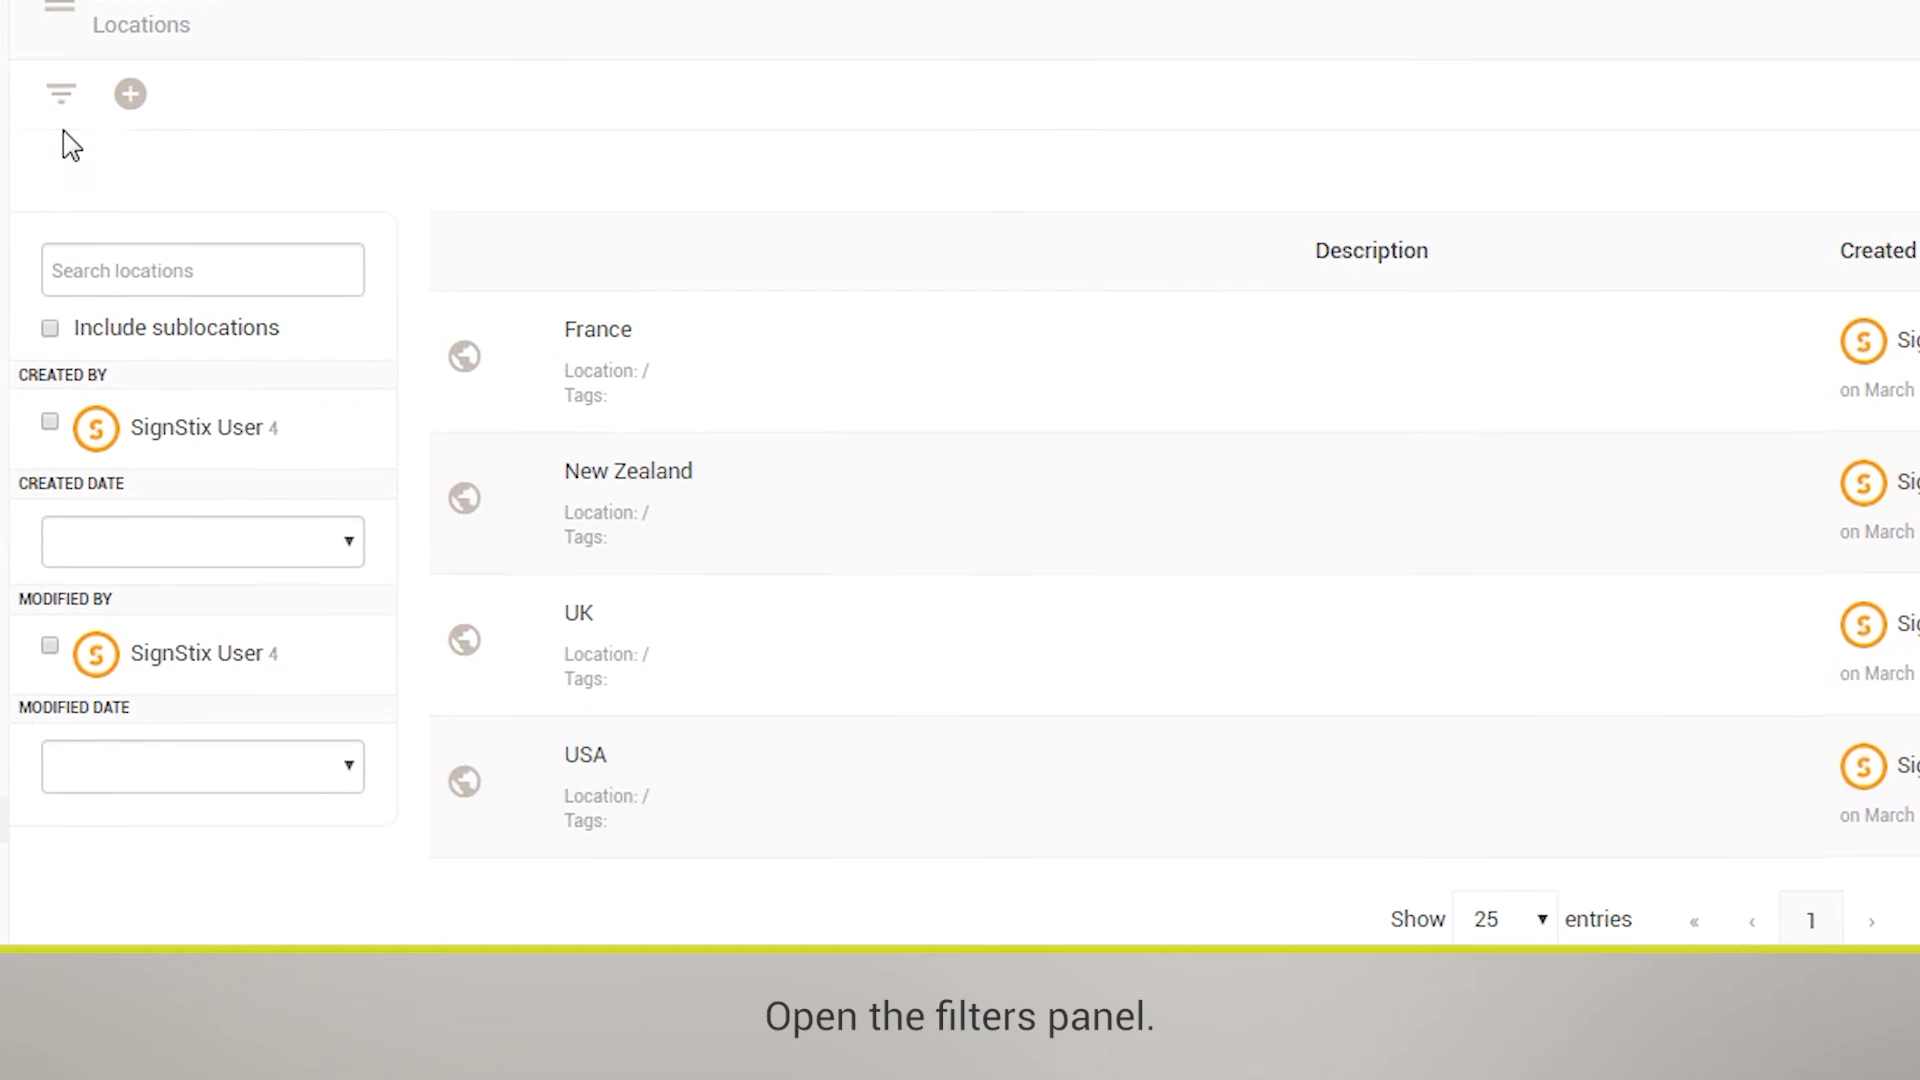 Locations
Search locations
Include sublocations
CREATED BY
SignStix User 4
CREATED DATE
MODIFIED BY
SignStix User 4
MODIFIED DATE
Description
Created
France
Location: /
Tags:
on March
New Zealand
Location: /
Tags:
on March
UK
Location: /
Tags:
on March
USA
Location: /
Tags:
on March
Show 25 entries « ‹ 1 ›
Open the filters panel.